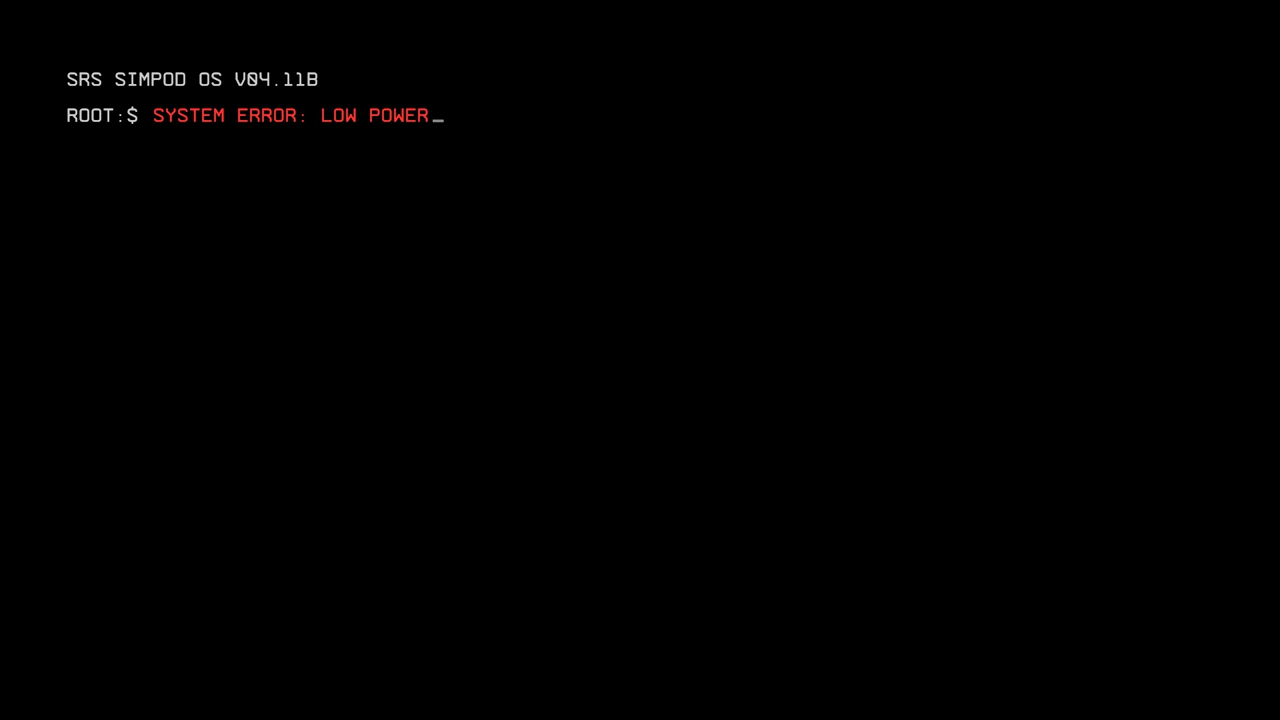 SRS SIMPOD OS V04.11B
ROOT:$ SYSTEM ERROR: LOW POWER_